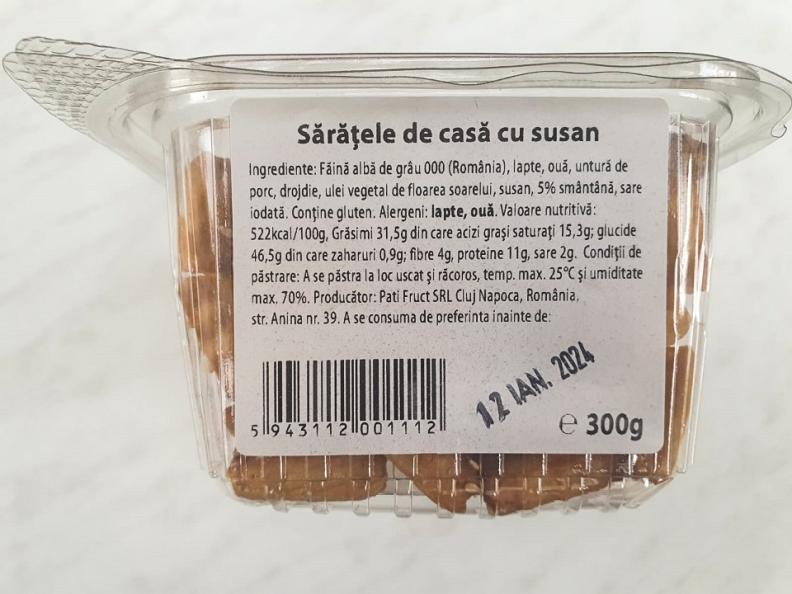 Sărățele de casă cu susan
Ingrediente: Făină albă de grâu 000 (România), lapte, ouă, untură de
porc, drojdie, ulei vegetal de floarea soarelui, susan, 5% smântână, sare
iodată. Conține gluten. Alergeni: lapte, ouă. Valoare nutritivă:
522kcal/100g, Grăsimi 31,5g din care acizi grași saturați 15,3g; glucide
46,5g din care zaharuri 0,9g; fibre 4g, proteine 11g, sare 2g. Condiții de
păstrare: A se păstra la loc uscat și răcoros, temp. max. 25°C și umiditate
max. 70%. Producător: Pati Fruct SRL Cluj Napoca, România,
str. Anina nr. 39. A se consuma de preferinta inainte de:
12 IAN. 2024
5 943112 001112
e 300g